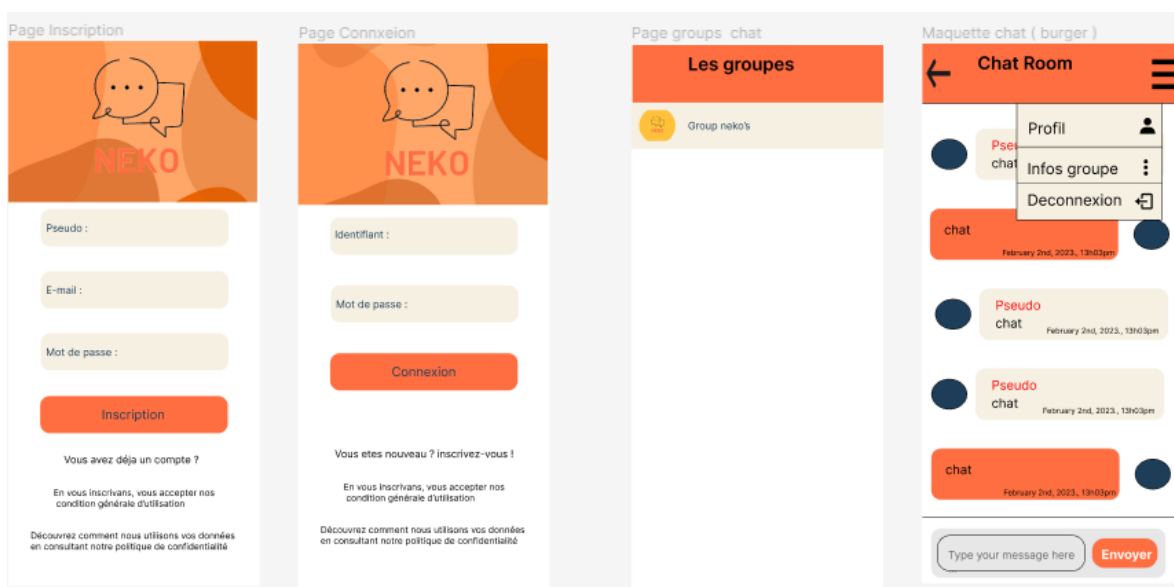 Page Inscription
NEKO
Pseudo :
E-mail :
Mot de passe :
Inscription
Vous avez déja un compte ?
En vous inscrivans, vous accepter nos
condition générale d'utilisation
Découvrez comment nous utilisons vos données
en consultant notre politique de confidentialité
Page Connxeion
NEKO
Identifiant :
Mot de passe :
Connexion
Vous etes nouveau ? inscrivez-vous !
En vous inscrivans, vous accepter nos
condition générale d'utilisation
Découvrez comment nous utilisons vos données
en consultant notre politique de confidentialité
Page groups chat
Les groupes
Group neko's
Maquette chat ( burger )
Chat Room
Profil
Infos groupe
Deconnexion
chat
chat
February 2nd, 2023., 13h03pm
Pseudo
chat
February 2nd, 2023., 13h03pm
Pseudo
chat
February 2nd, 2023., 13h03pm
chat
February 2nd, 2023., 13h03pm
Type your message here
...
Envoyer